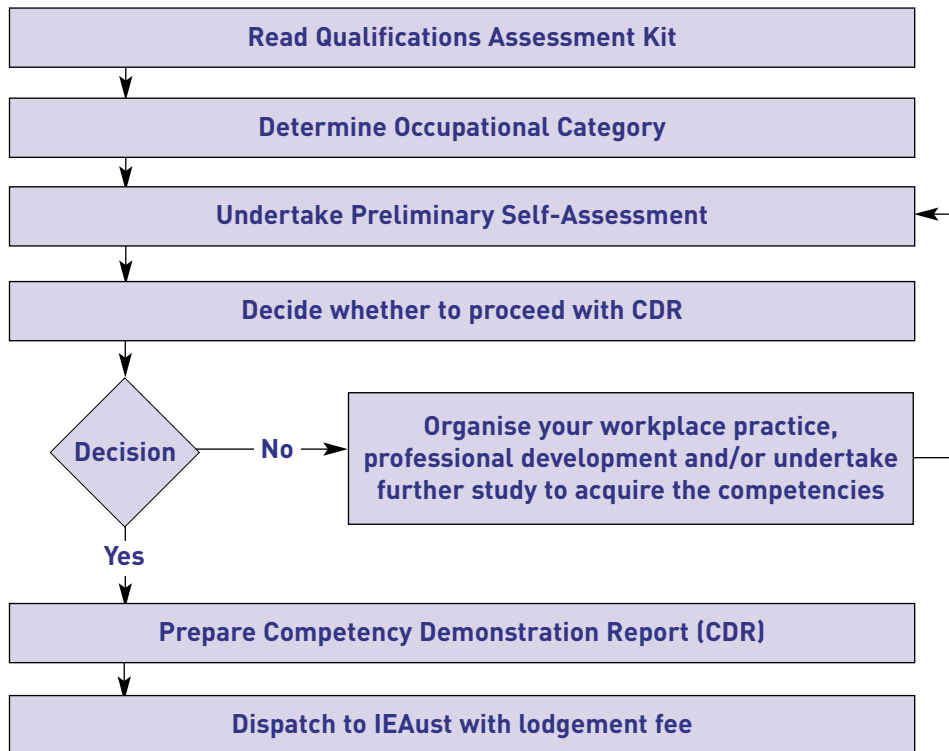 Read Qualifications Assessment Kit
Determine Occupational Category
Undertake Preliminary Self-Assessment
Decide whether to proceed with CDR
Decision
No
Organise your workplace practice,
professional development and/or undertake
further study to acquire the competencies
Yes
Prepare Competency Demonstration Report (CDR)
Dispatch to IEAust with lodgement fee